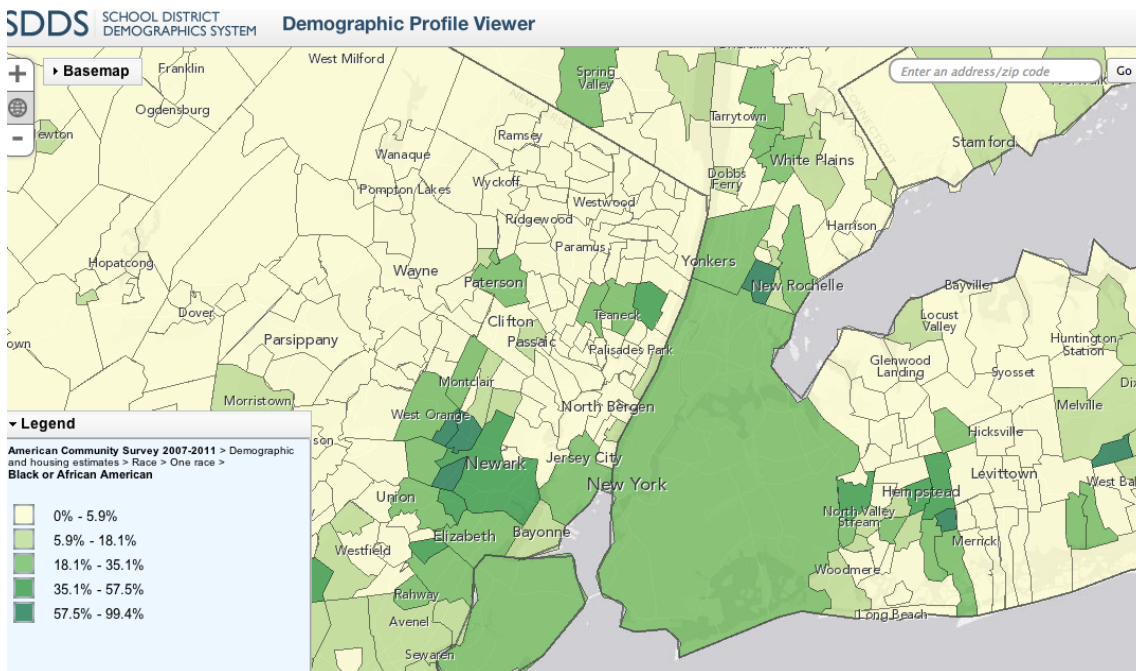 SDDS SCHOOL DISTRICT
DEMOGRAPHICS SYSTEM
Demographic Profile Viewer
+
Basemap
-
Enter an address/zip code
Go
West Milford
Franklin
Ogdensburg
ewton
Spring
Valley
Tarrytown
White Plains
Stamford
Ramsey
Wanaque
Dobbs
Ferry
Pompton Lakes
Wyckoff
Westwood
Ridgewood
Harrison
Paramus
Hopatcong
Wayne
Paterson
Yonkers
New Rochelle
Bayville
Dover
Clifton
Teaneck
Locust
Valley
own
Parsippany
Passaic
Palisades Park
Huntington
Station
Glenwood
Landing
Syosset
Montclair
Morristown
West Orange
North Bergen
Melville
Hicksville
son
Newark
Jersey City
New York
Levittown
West Bal
Hempstead
Union
North Valley
Stream
Elizabeth
Bayonne
Merrick
Westfield
Woodmere
Rahway
Long Beach
Avenel
Sewaren
Legend
American Community Survey 2007-2011 > Demographic
and housing estimates > Race > One race >
Black or African American
0% - 5.9%
5.9% - 18.1%
18.1% - 35.1%
35.1% - 57.5%
57.5% - 99.4%